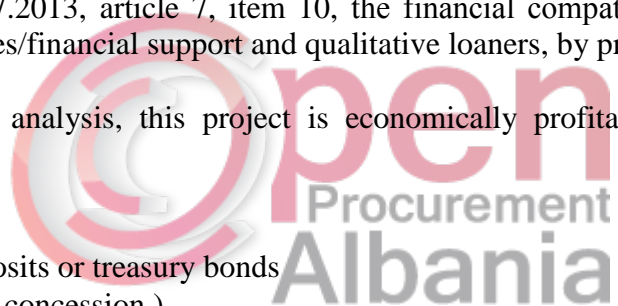 7.2013, article 7, item 10, the financial compat
es/financial support and qualitative loaners, by pr
analysis, this project is economically profita
Open
Procurement
Albania
osits or treasury bonds
concession )